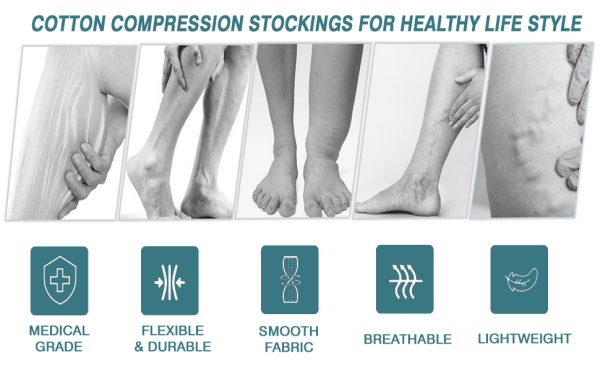 COTTON COMPRESSION STOCKINGS FOR HEALTHY LIFE STYLE
MEDICAL
GRADE
FLEXIBLE
& DURABLE
SMOOTH
FABRIC
BREATHABLE
LIGHTWEIGHT